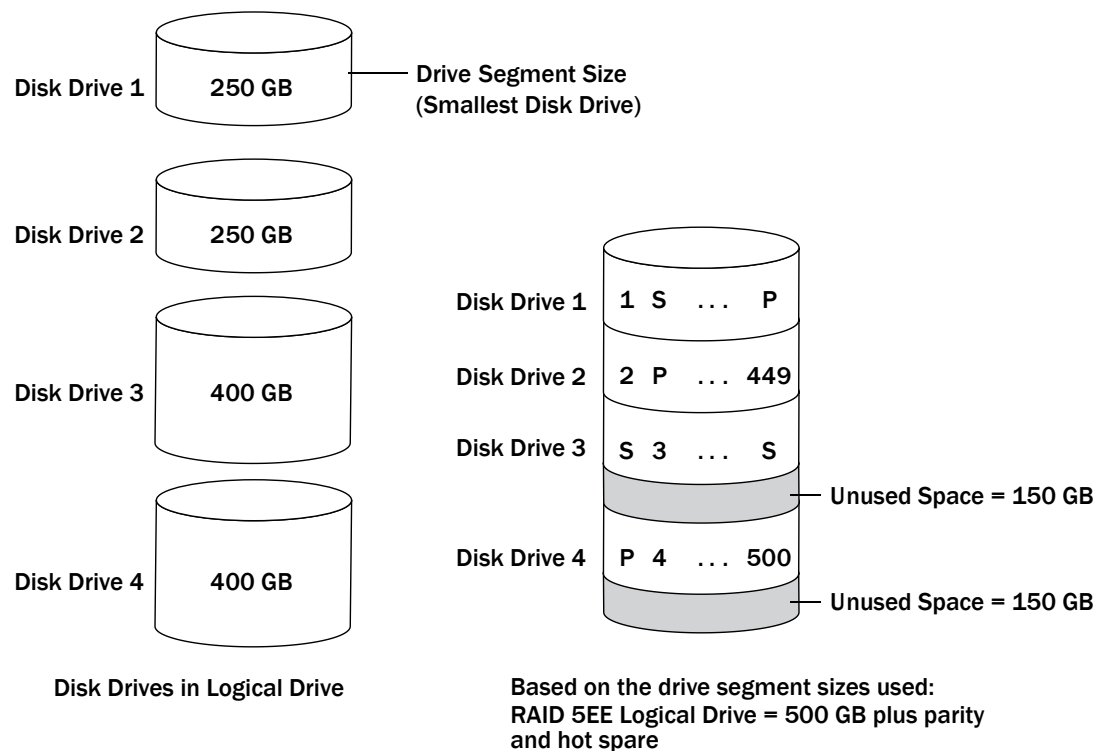 Disk Drive 1
250 GB
Drive Segment Size
(Smallest Disk Drive)
Disk Drive 2
250 GB
Disk Drive 3
400 GB
Disk Drive 4
400 GB
Disk Drives in Logical Drive
Disk Drive 1
1 S ... P
Disk Drive 2
2 P ... 449
Disk Drive 3
S 3 ... S
Unused Space = 150 GB
Disk Drive 4
P 4 ... 500
Unused Space = 150 GB
Based on the drive segment sizes used:
RAID 5EE Logical Drive = 500 GB plus parity
and hot spare